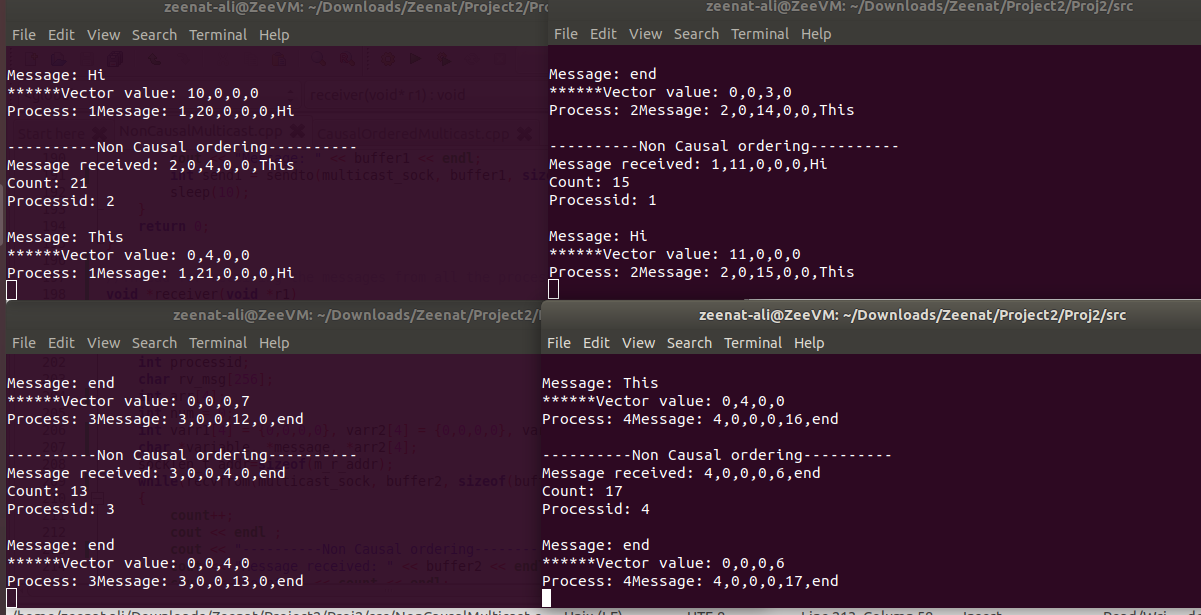 zeenat-ali@ZeeVM: ~/Downloads/Zeenat/Project2/Pro
File Edit View Search Terminal Help
Message: Hi
******Vector value: 10,0,0,0
Process: 1Message: 1,20,0,0,0,Hi
----------Non Causal ordering----------
Message received: 2,0,4,0,0,This
Count: 21
Processid: 2
Message: This
******Vector value: 0,4,0,0
Process: 1Message: 1,21,0,0,0,Hi
zeenat-ali@ZeeVM: ~/Downloads/Zeenat/Project2/Proj2/src
File Edit View Search Terminal Help
Message: end
******Vector value: 0,0,3,0
Process: 2Message: 2,0,14,0,0,This
----------Non Causal ordering----------
Message received: 1,11,0,0,0,Hi
Count: 15
Processid: 1
Message: Hi
******Vector value: 11,0,0,0
Process: 2Message: 2,0,15,0,0,This
zeenat-ali@ZeeVM: ~/Downloads/Zeenat/Project2/
File Edit View Search Terminal Help
Message: end
******Vector value: 0,0,0,7
Process: 3Message: 3,0,0,12,0,end
----------Non Causal ordering----------
Message received: 3,0,0,4,0,end
Count: 13
Processid: 3
Message: end
******Vector value: 0,0,4,0
Process: 3Message: 3,0,0,13,0,end
zeenat-ali@ZeeVM: ~/Downloads/Zeenat/Project2/Proj2/src
File Edit View Search Terminal Help
Message: This
******Vector value: 0,4,0,0
Process: 4Message: 4,0,0,0,16,end
----------Non Causal ordering----------
Message received: 4,0,0,0,6,end
Count: 17
Processid: 4
Message: end
******Vector value: 0,0,0,6
Process: 4Message: 4,0,0,0,17,end